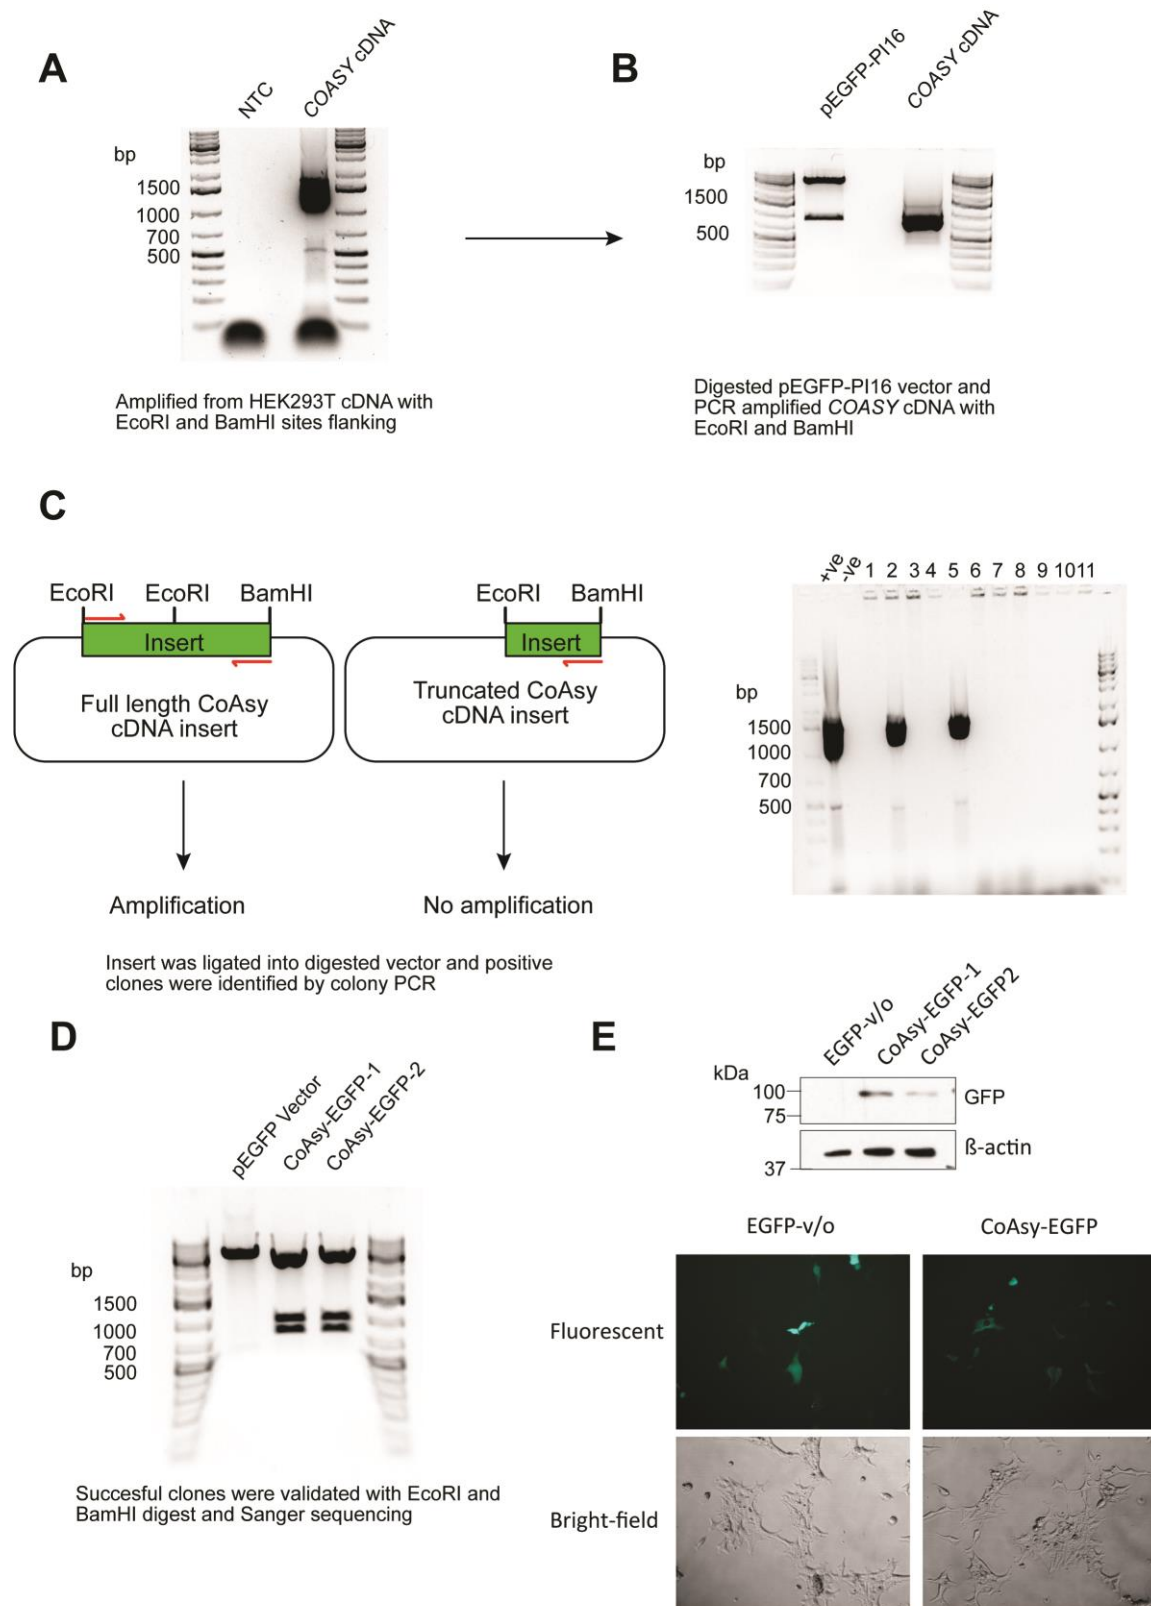 A
NTC
COASY cDNA
bp
1500
1000
700
500
Amplified from HEK293T cDNA with
EcoRI and BamHI sites flanking
B
pEGFP-PI16
COASY cDNA
bp
1500
500
Digested pEGFP-PI16 vector and
PCR amplified COASY cDNA with
EcoRI and BamHI
C
EcoRI EcoRI BamHI
Insert
Full length CoAsy
cDNA insert
Amplification
EcoRI BamHI
Insert
Truncated CoAsy
cDNA insert
No amplification
Insert was ligated into digested vector and positive
clones were identified by colony PCR
+ve -ve 1 2 3 4 5 6 7 8 9 10 11
bp
1500
1000
700
500
D
pEGFP Vector
CoAsy-EGFP-1
CoAsy-EGFP-2
bp
1500
1000
700
500
Succesful clones were validated with EcoRI and
BamHI digest and Sanger sequencing
E
EGFP-v/o
CoAsy-EGFP-1
CoAsy-EGFP2
kDa
100
75
GFP
37
ß-actin
EGFP-v/o CoAsy-EGFP
Fluorescent
Bright-field